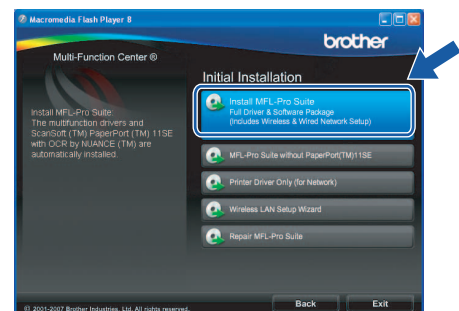 Macromedia Flash Player 8
brother
Multi-Function Center ®
Initial Installation
Install MFL-Pro Suite:
The multifunction drivers and
ScanSoft (TM) PaperPort (TM) 11SE
with OCR by NUANCE (TM) are
automatically installed.
Install MFL-Pro Suite
Full Driver & Software Package
(Includes Wireless & Wired Network Setup)
MFL-Pro Suite without PaperPort(TM)11SE
Printer Driver Only (for Network)
Wireless LAN Setup Wizard
Repair MFL-Pro Suite
Back
Exit
© 2001-2007 Brother Industries, Ltd. All rights reserved.